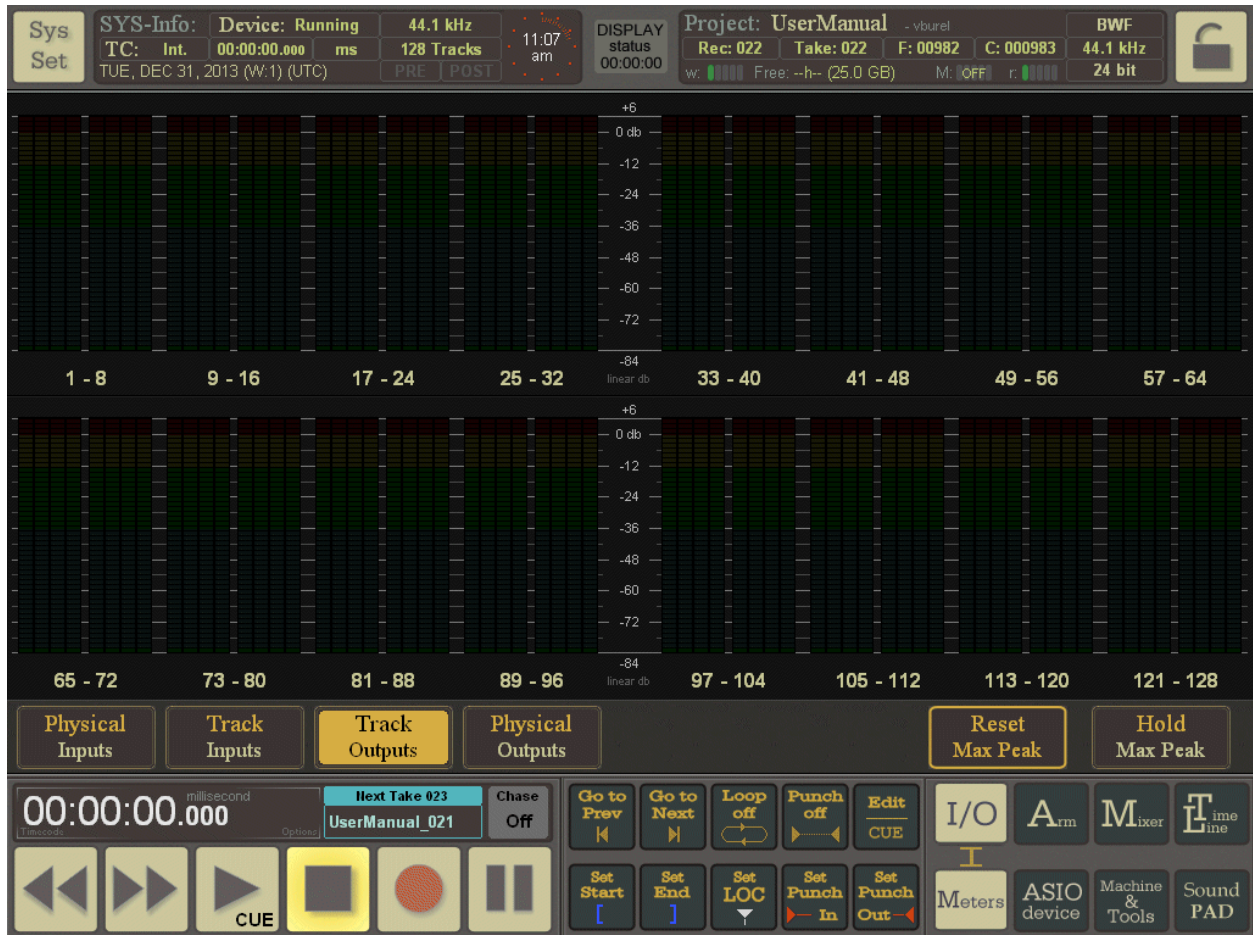 Sys
Set
SYS-Info: Device: Running 44.1 kHz
TC: Int. 00:00:00.000 ms 128 Tracks
TUE, DEC 31, 2013 (W:1) (UTC) PRE POST
11:07
am
DISPLAY
status
00:00:00
Project: UserManual - vburel BWF
Rec: 022 Take: 022 F: 00982 C: 000983 44.1 kHz
w: Free: --h-- (25.0 GB) M: OFF r: 24 bit
+6
0 db
-12
-24
-36
-48
-60
-72
-84
linear db
1 - 8 9 - 16 17 - 24 25 - 32 33 - 40 41 - 48 49 - 56 57 - 64
+6
0 db
-12
-24
-36
-48
-60
-72
-84
linear db
65 - 72 73 - 80 81 - 88 89 - 96 97 - 104 105 - 112 113 - 120 121 - 128
Physical
Inputs
Track
Inputs
Track
Outputs
Physical
Outputs
Reset
Max Peak
Hold
Max Peak
00:00:00.000
millisecond
Timecode
Options
Next Take 023
UserManual_021
Chase
Off
CUE
Go to
Prev
Go to
Next
Loop
off
Punch
off
Edit
CUE
Set
Start
[
Set
End
]
Set
LOC
Set
Punch
In
Set
Punch
Out
I/O
Arm
Mixer
Time
Line
Meters
ASIO
device
Machine
&
Tools
Sound
PAD